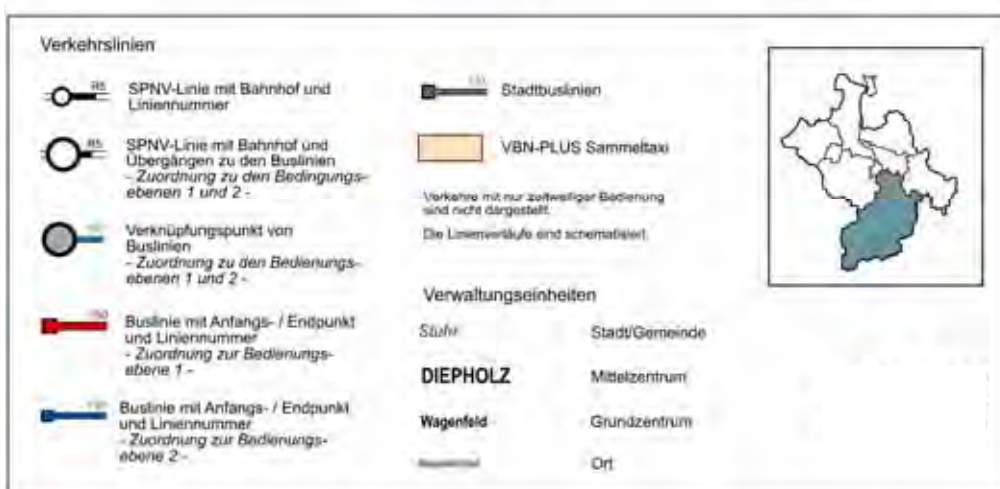 Verkehrslinien
RS
SPNV-Linie mit Bahnhof und
Liniennummer
RS
SPNV-Linie mit Bahnhof und
Übergängen zu den Buslinien
- Zuordnung zu den Bedingungs-
ebenen 1 und 2 -
Verknüpfungspunkt von
Buslinien
- Zuordnung zu den Bedienungs-
ebenen 1 und 2 -
Buslinie mit Anfangs- / Endpunkt
und Liniennummer
- Zuordnung zur Bedienungs-
ebene 1 -
Buslinie mit Anfangs- / Endpunkt
und Liniennummer
- Zuordnung zur Bedienungs-
ebene 2 -
Stadtbuslinien
VBN-PLUS Sammeltaxi
Verkehre mit nur zeitweiliger Bedienung
sind nicht dargestellt.
Die Linienverläufe sind schematisiert.
Verwaltungseinheiten
Stuhr Stadt/Gemeinde
DIEPHOLZ Mittelzentrum
Wagenfeld Grundzentrum
Ort